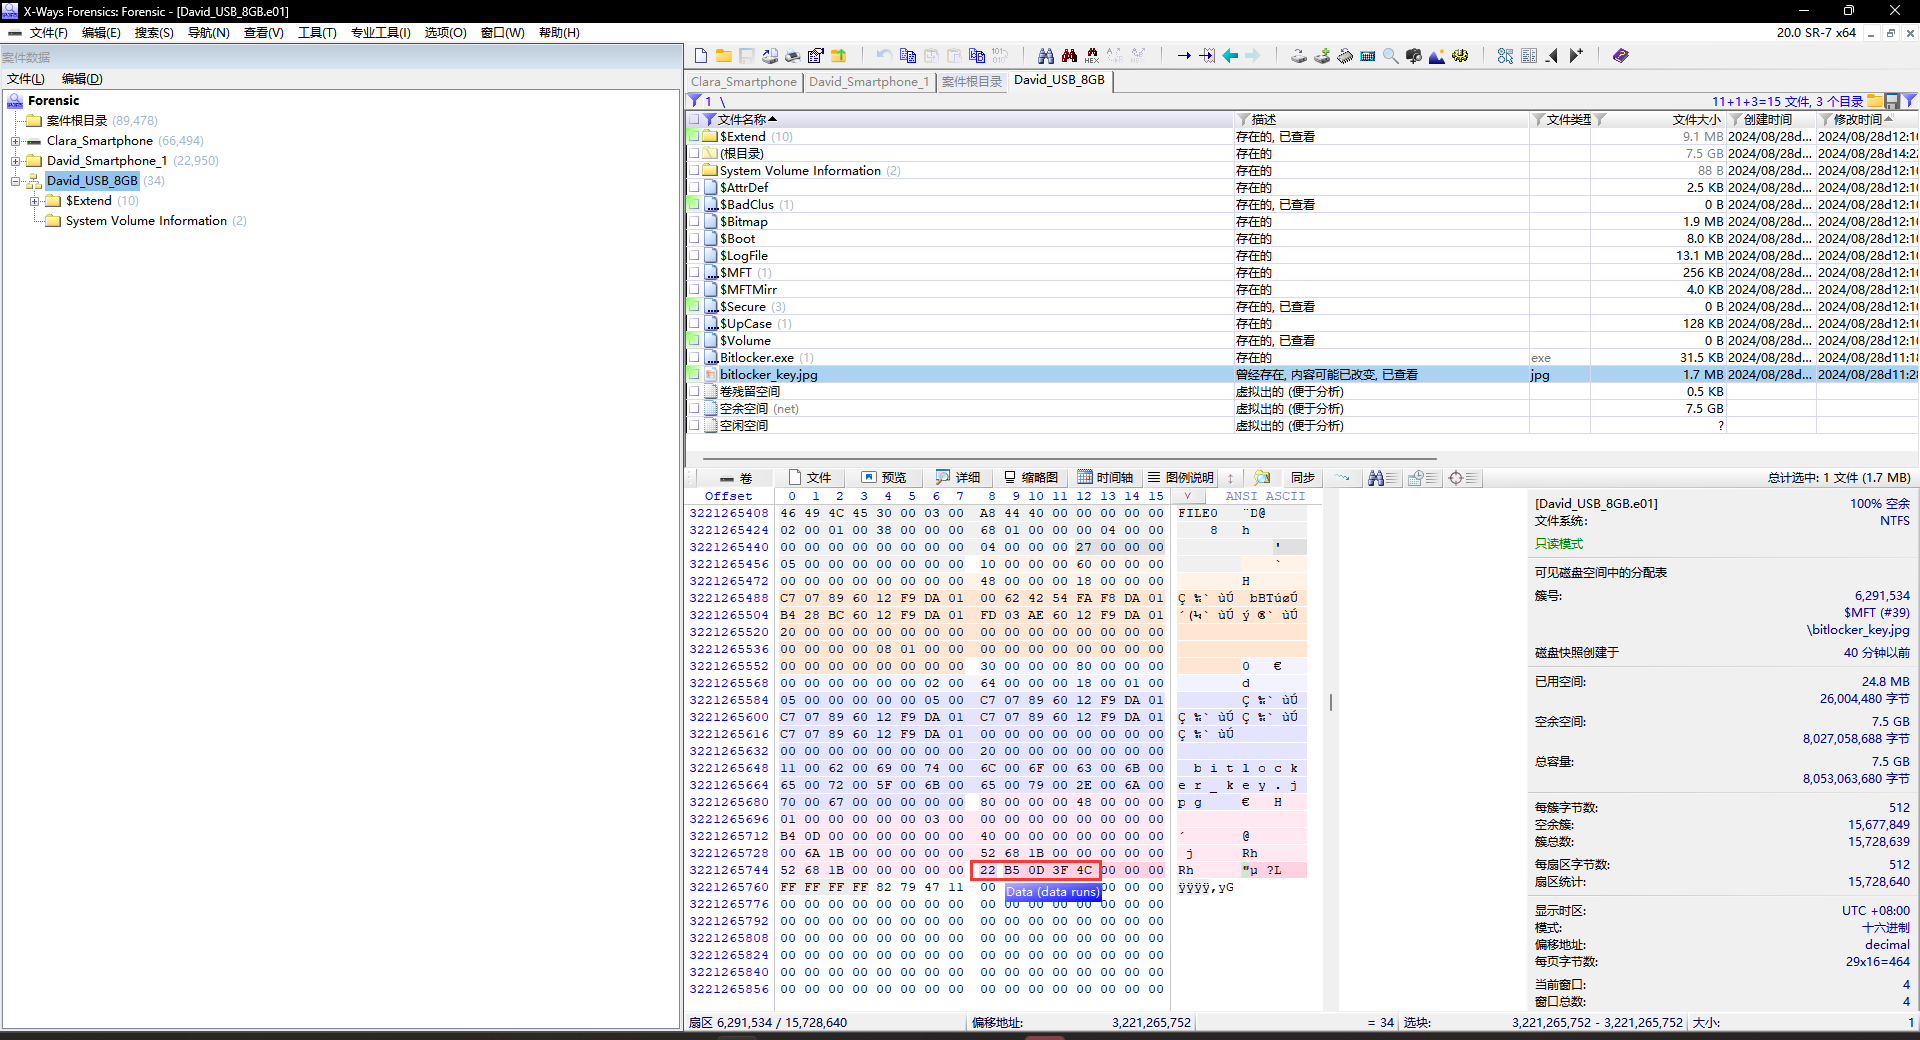 X-Ways Forensics: Forensic - [David_USB_8GB.e01]
文件(F) 编辑(E) 搜索(S) 导航(N) 查看(V) 工具(T) 专业工具(I) 选项(O) 窗口(W) 帮助(H) 20.0 SR-7 x64
案件数据
文件(L) 编辑(D)
Forensic
案件根目录 (89,478)
Clara_Smartphone (66,494)
David_Smartphone_1 (22,950)
David_USB_8GB (34)
$Extend (10)
System Volume Information (2)
Clara_Smartphone David_Smartphone_1 案件根目录 David_USB_8GB
1 \ 11+1+3=15 文件, 3 个目录
文件名称 描述 文件类型 文件大小 创建时间 修改时间
$Extend (10) 存在的, 已查看 9.1 MB 2024/08/28d... 2024/08/28d12:1
(根目录) 存在的 7.5 GB 2024/08/28d... 2024/08/28d14:2
System Volume Information (2) 存在的 88 B 2024/08/28d... 2024/08/28d12:1
$AttrDef 存在的 2.5 KB 2024/08/28d... 2024/08/28d12:1
$BadClus (1) 存在的, 已查看 0 B 2024/08/28d... 2024/08/28d12:1
$Bitmap 存在的 1.9 MB 2024/08/28d... 2024/08/28d12:1
$Boot 存在的 8.0 KB 2024/08/28d... 2024/08/28d12:1
$LogFile 存在的 13.1 MB 2024/08/28d... 2024/08/28d12:1
$MFT (1) 存在的 256 KB 2024/08/28d... 2024/08/28d12:1
$MFTMirr 存在的 4.0 KB 2024/08/28d... 2024/08/28d12:1
$Secure (3) 存在的, 已查看 0 B 2024/08/28d... 2024/08/28d12:1
$UpCase (1) 存在的 128 KB 2024/08/28d... 2024/08/28d12:1
$Volume 存在的, 已查看 0 B 2024/08/28d... 2024/08/28d12:1
Bitlocker.exe (1) 存在的 exe 31.5 KB 2024/08/28d... 2024/08/28d11:1
bitlocker_key.jpg 曾经存在, 内容可能已改变, 已查看 jpg 1.7 MB 2024/08/28d... 2024/08/28d11:2
卷残留空间 虚拟出的 (便于分析) 0.5 KB
空余空间 (net) 虚拟出的 (便于分析) 7.5 GB
空闲空间 虚拟出的 (便于分析) ?
卷 文件 预览 详细 缩略图 时间轴 图例说明 同步 总计选中: 1 文件 (1.7 MB)
Offset 0 1 2 3 4 5 6 7 8 9 10 11 12 13 14 15 ANSI ASCII
3221265408 46 49 4C 45 30 00 03 00 A8 44 40 00 00 00 00 00 FILE0 ¨D@
3221265424 02 00 01 00 38 00 00 00 68 01 00 00 00 04 00 00 8 h
3221265440 00 00 00 00 00 00 00 00 04 00 00 00 27 00 00 00 '
3221265456 05 00 00 00 00 00 00 00 10 00 00 00 60 00 00 00 `
3221265472 00 00 00 00 00 00 00 00 48 00 00 00 18 00 00 00 H
3221265488 C7 07 89 60 12 F9 DA 01 00 62 42 54 FA F8 DA 01 Ç ‰` ùÚ bBTúøÚ
3221265504 B4 28 BC 60 12 F9 DA 01 FD 03 AE 60 12 F9 DA 01 ´(¼` ùÚ ý ®` ùÚ
3221265520 20 00 00 00 00 00 00 00 00 00 00 00 00 00 00 00
3221265536 00 00 00 00 08 01 00 00 00 00 00 00 00 00 00 00
3221265552 00 00 00 00 00 00 00 00 30 00 00 00 80 00 00 00 0 €
3221265568 00 00 00 00 00 00 02 00 64 00 00 00 18 00 01 00 d
3221265584 05 00 00 00 00 00 05 00 C7 07 89 60 12 F9 DA 01 Ç ‰` ùÚ
3221265600 C7 07 89 60 12 F9 DA 01 C7 07 89 60 12 F9 DA 01 Ç ‰` ùÚ Ç ‰` ùÚ
3221265616 C7 07 89 60 12 F9 DA 01 00 00 00 00 00 00 00 00 Ç ‰` ùÚ
3221265632 00 00 00 00 00 00 00 00 20 00 00 00 00 00 00 00
3221265648 11 00 62 00 69 00 74 00 6C 00 6F 00 63 00 6B 00 b i t l o c k
3221265664 65 00 72 00 5F 00 6B 00 65 00 79 00 2E 00 6A 00 e r _ k e y . j
3221265680 70 00 67 00 00 00 00 00 80 00 00 00 48 00 00 00 p g € H
3221265696 01 00 00 00 00 00 03 00 00 00 00 00 00 00 00 00
3221265712 B4 0D 00 00 00 00 00 00 40 00 00 00 00 00 00 00 ´ @
3221265728 00 6A 1B 00 00 00 00 00 52 68 1B 00 00 00 00 00 j Rh
3221265744 52 68 1B 00 00 00 00 00 22 B5 0D 3F 4C 00 00 00 Rh "µ ?L
3221265760 FF FF FF FF 82 79 47 11 00 00 00 00 ÿÿÿÿ‚yG
Data (data runs)
3221265776 00 00 00 00 00 00 00 00 00 00 00 00 00 00 00 00
3221265792 00 00 00 00 00 00 00 00 00 00 00 00 00 00 00 00
3221265808 00 00 00 00 00 00 00 00 00 00 00 00 00 00 00 00
3221265824 00 00 00 00 00 00 00 00 00 00 00 00 00 00 00 00
3221265840 00 00 00 00 00 00 00 00 00 00 00 00 00 00 00 00
3221265856 00 00 00 00 00 00 00 00 00 00 00 00 00 00 00 00
[David_USB_8GB.e01] 100% 空余
文件系统: NTFS
只读模式
可见磁盘空间中的分配表
簇号: 6,291,534
$MFT (#39)
\bitlocker_key.jpg
磁盘快照创建于 40 分钟以前
已用空间: 24.8 MB
26,004,480 字节
空余空间: 7.5 GB
8,027,058,688 字节
总容量: 7.5 GB
8,053,063,680 字节
每簇字节数: 512
空余簇: 15,677,849
簇总数: 15,728,639
每扇区字节数: 512
扇区统计: 15,728,640
显示时区: UTC +08:00
模式: 十六进制
偏移地址: decimal
每页字节数: 29x16=464
当前窗口: 4
窗口总数: 4
扇区 6,291,534 / 15,728,640 偏移地址: 3,221,265,752 = 34 选块: 3,221,265,752 - 3,221,265,752 大小: 1